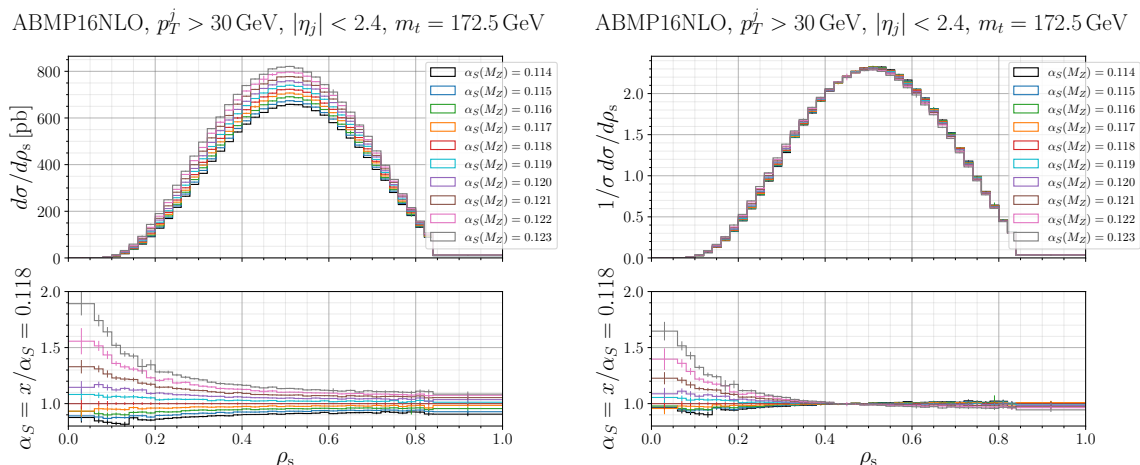 ABMP16NLO, $p_T^j > 30\,\mathrm{GeV}$, $|\eta_j| < 2.4$, $m_t = 172.5\,\mathrm{GeV}$
dσ/dρ_s [pb]
800
600
400
200
0
α_S(M_Z) = 0.114
α_S(M_Z) = 0.115
α_S(M_Z) = 0.116
α_S(M_Z) = 0.117
α_S(M_Z) = 0.118
α_S(M_Z) = 0.119
α_S(M_Z) = 0.120
α_S(M_Z) = 0.121
α_S(M_Z) = 0.122
α_S(M_Z) = 0.123
α_S = x/α_S = 0.118
2.0
1.5
1.0
0.0 0.2 0.4 0.6 0.8 1.0
ρ_s
ABMP16NLO, $p_T^j > 30\,\mathrm{GeV}$, $|\eta_j| < 2.4$, $m_t = 172.5\,\mathrm{GeV}$
1/σ dσ/dρ_s
2.0
1.5
1.0
0.5
0.0
α_S(M_Z) = 0.114
α_S(M_Z) = 0.115
α_S(M_Z) = 0.116
α_S(M_Z) = 0.117
α_S(M_Z) = 0.118
α_S(M_Z) = 0.119
α_S(M_Z) = 0.120
α_S(M_Z) = 0.121
α_S(M_Z) = 0.122
α_S(M_Z) = 0.123
α_S = x/α_S = 0.118
2.0
1.5
1.0
0.0 0.2 0.4 0.6 0.8 1.0
ρ_s